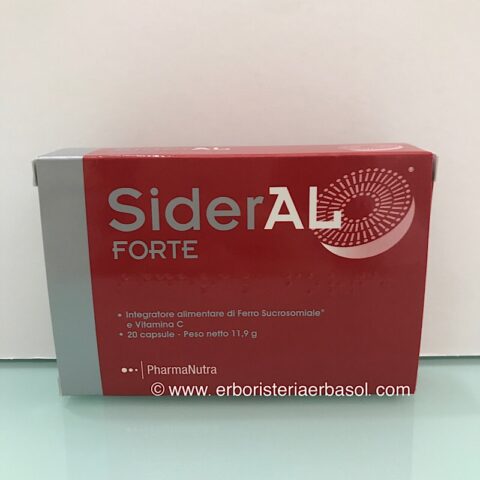 SiderAL
®
FORTE
• Integratore alimentare di Ferro Sucrosomiale®
e Vitamina C
• 20 capsule - Peso netto 11,9 g
PharmaNutra
© www. erboristeriaerbasol. com